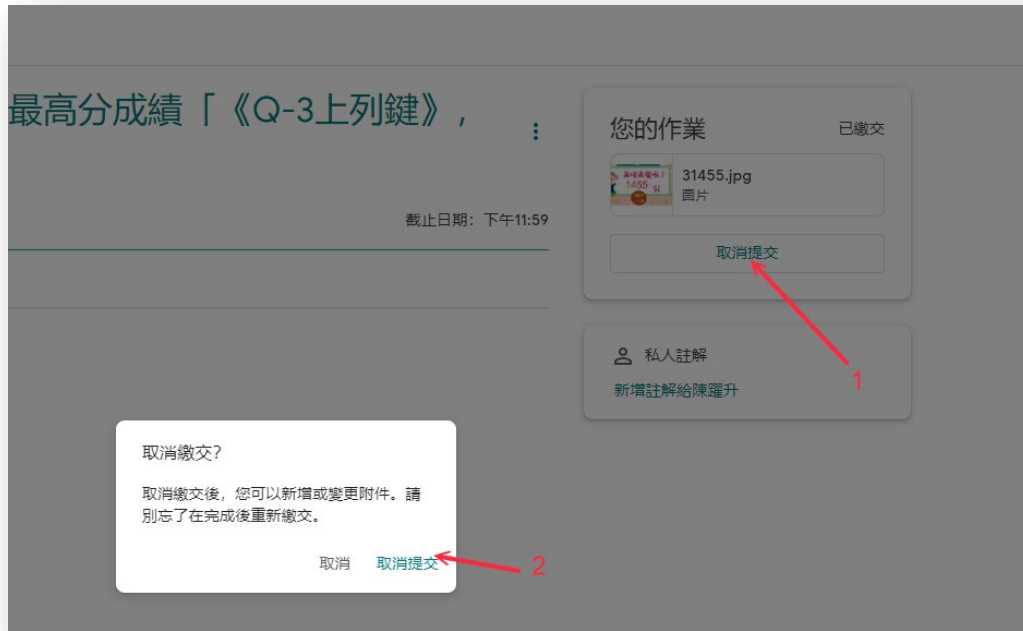 最高分成績「《Q-3上列鍵》,
截止日期：下午11:59
您的作業
已繳交
31455.jpg
圖片
取消提交
1
私人註解
新增註解給陳躍升
取消繳交?
取消繳交後，您可以新增或變更附件。請
別忘了在完成後重新繳交。
取消
取消提交
2